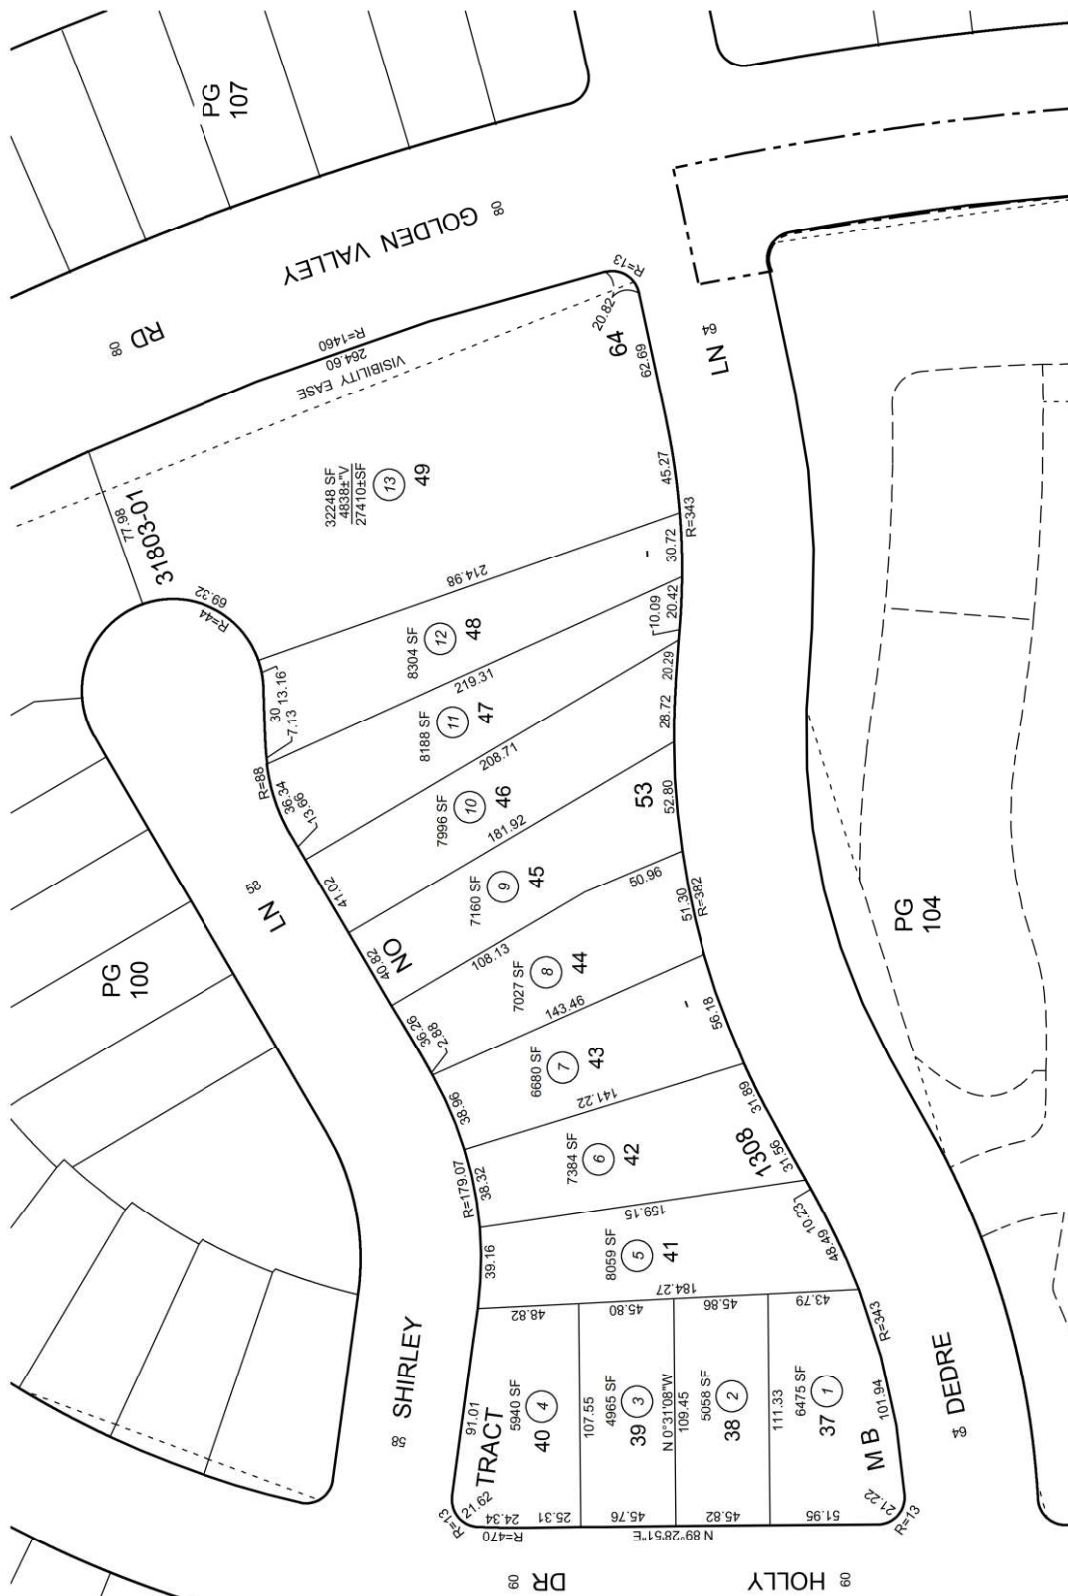 PG
107
80
GOLDEN VALLEY
RD
80
R=13
20.82
R=1460
264.60
VISIBILITY EASE
64
62.69
LN
64
77.98
31803-01
32248 SF
4838±"V
27410±SF
13
49
45.27
R=343
69.32
R=44
214.98
-
30.72
10.09
20.42
8304 SF
12
48
30
13.16
7.13
219.31
20.29
8188 SF
11
47
28.72
R=88
36.34
13.66
208.71
7996 SF
10
46
53
52.80
181.92
41.02
7160 SF
9
45
50.96
51.30
R=382
LN
58
NO
40.82
108.13
PG
104
PG
100
7027 SF
8
44
36.26
2.88
143.46
-
56.18
6680 SF
7
43
38.96
141.22
31.89
7384 SF
6
42
1308
31.56
R=179.07
38.32
159.15
10.23
48.49
39.16
8059 SF
5
41
184.27
48.82
45.80
45.86
43.79
R=343
SHIRLEY
58
91.01
5940 SF
4
40
107.55
4965 SF
3
39
N 0°31'08"W
109.45
5058 SF
2
38
111.33
6475 SF
1
37
101.94
DEDRE
64
TRACT
M B
R=13
21.62
24.34
25.31
45.76
45.82
51.95
21.22
R=13
R=470
N 89°28'51"E
60
DR
HOLLY
60